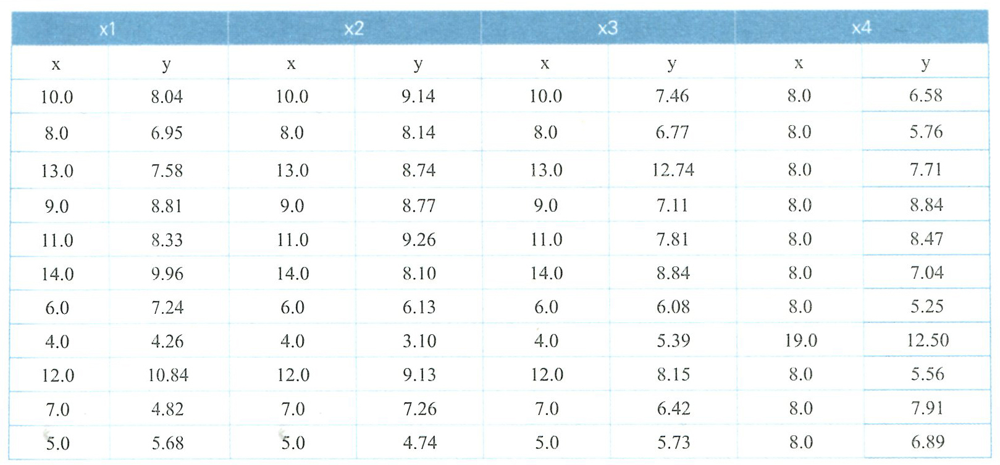 x1 x2 x3 x4
x y x y x y x y
10.0 8.04 10.0 9.14 10.0 7.46 8.0 6.58
8.0 6.95 8.0 8.14 8.0 6.77 8.0 5.76
13.0 7.58 13.0 8.74 13.0 12.74 8.0 7.71
9.0 8.81 9.0 8.77 9.0 7.11 8.0 8.84
11.0 8.33 11.0 9.26 11.0 7.81 8.0 8.47
14.0 9.96 14.0 8.10 14.0 8.84 8.0 7.04
6.0 7.24 6.0 6.13 6.0 6.08 8.0 5.25
4.0 4.26 4.0 3.10 4.0 5.39 19.0 12.50
12.0 10.84 12.0 9.13 12.0 8.15 8.0 5.56
7.0 4.82 7.0 7.26 7.0 6.42 8.0 7.91
5.0 5.68 5.0 4.74 5.0 5.73 8.0 6.89